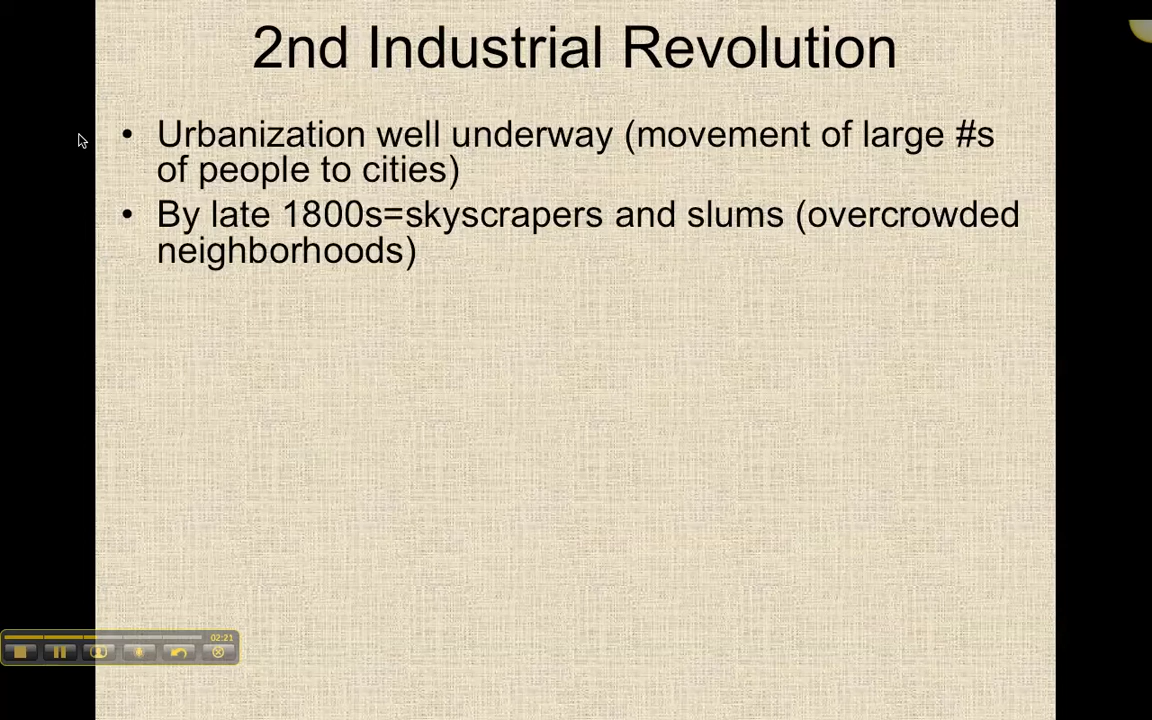 2nd Industrial Revolution
• Urbanization well underway (movement of large #s
of people to cities)
• By late 1800s=skyscrapers and slums (overcrowded
neighborhoods)
02:21